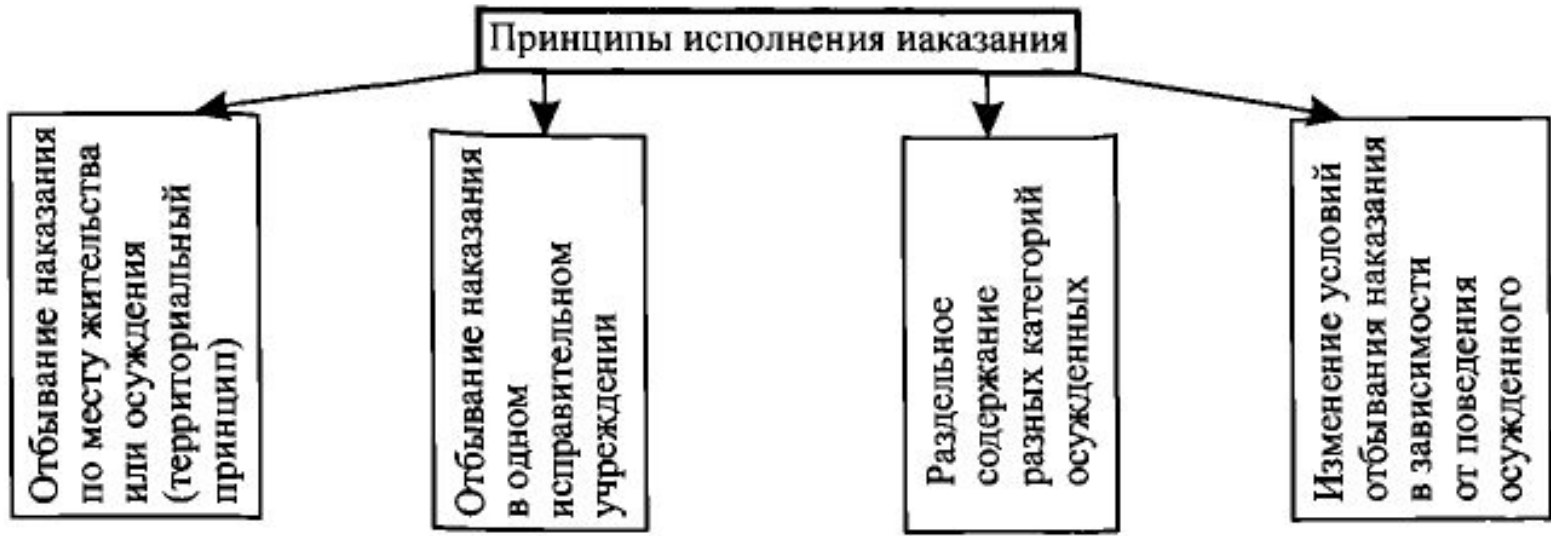 Принципы исполнения иаказания
Отбывание наказания
по месту жительства
или осуждения
(территориальный
принцип)
Отбывание наказания
в одном
исправительном
учреждении
Раздельное
содержание
разных категорий
осужденных
Изменение условий
отбывания наказания
в зависимости
от поведения
осужденного